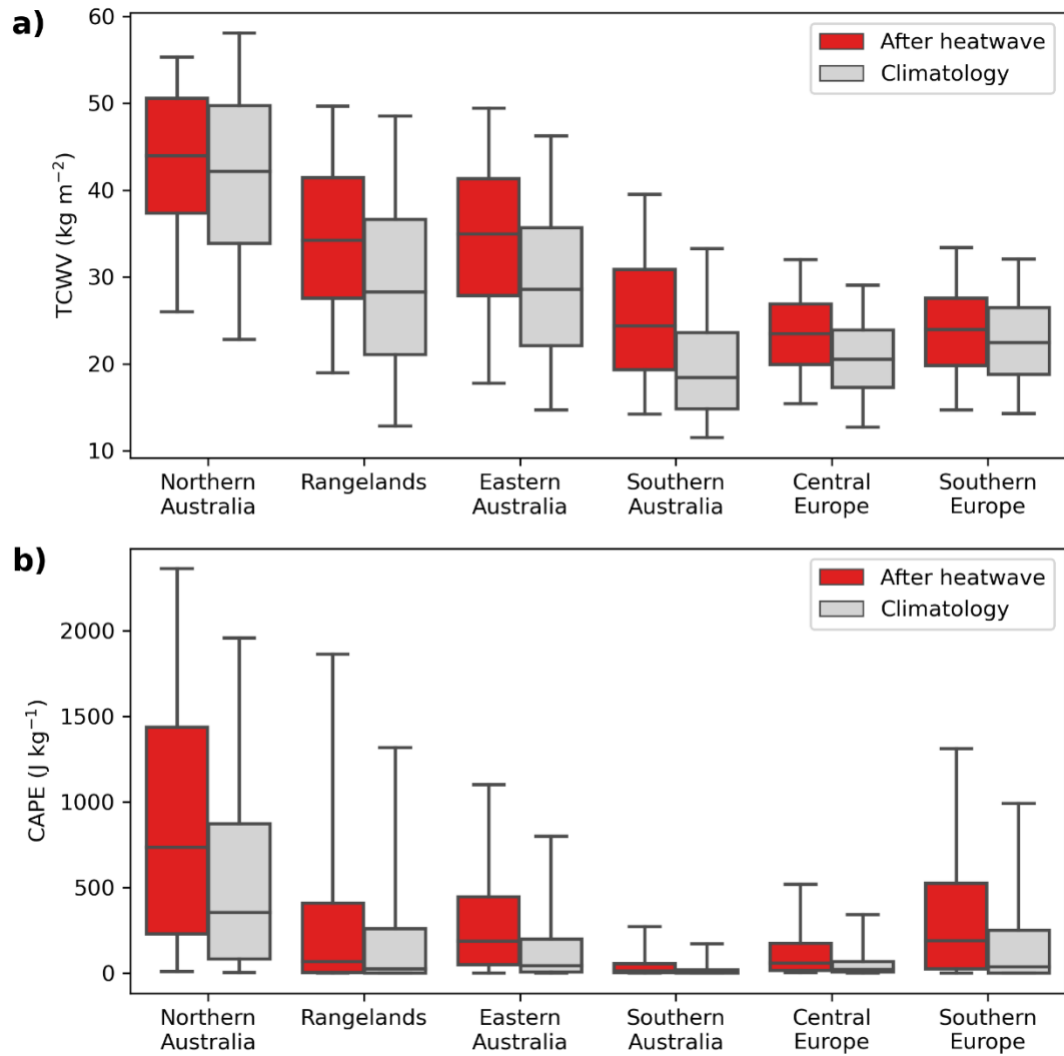 a)
60
50
40
30
20
10
TCWV (kg m⁻²)
After heatwave
Climatology
Northern
Australia
Rangelands
Eastern
Australia
Southern
Australia
Central
Europe
Southern
Europe
b)
2000
1500
1000
500
0
CAPE (J kg⁻¹)
After heatwave
Climatology
Northern
Australia
Rangelands
Eastern
Australia
Southern
Australia
Central
Europe
Southern
Europe